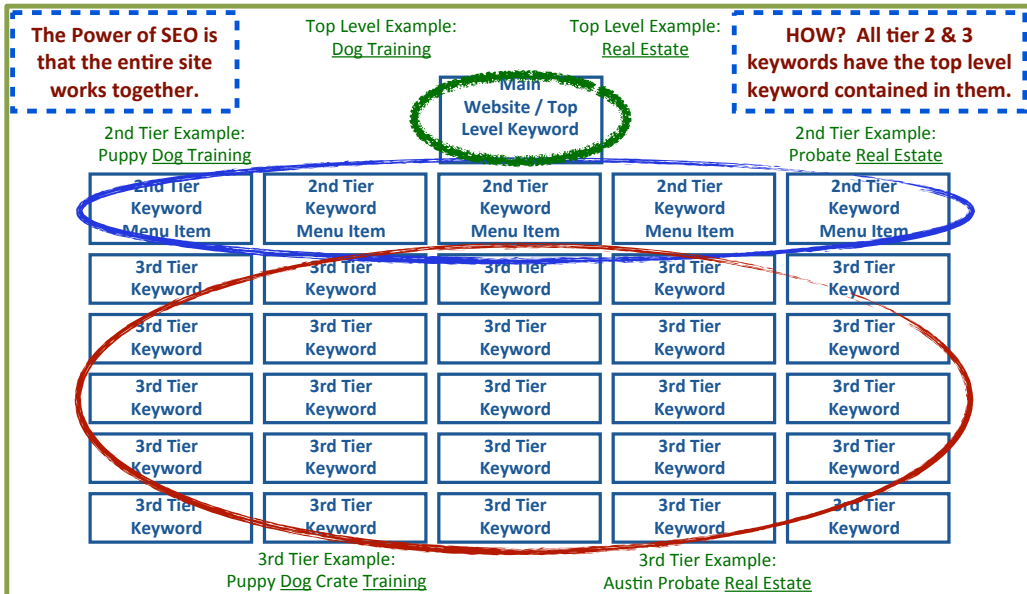 The Power of SEO is
that the entire site
works together.
Top Level Example:
Dog Training
Top Level Example:
Real Estate
HOW?  All tier 2 & 3
keywords have the top level
keyword contained in them.
Main
Website / Top
Level Keyword
2nd Tier Example:
Puppy Dog Training
2nd Tier Example:
Probate Real Estate
2nd Tier
Keyword
Menu Item
2nd Tier
Keyword
Menu Item
2nd Tier
Keyword
Menu Item
2nd Tier
Keyword
Menu Item
2nd Tier
Keyword
Menu Item
3rd Tier
Keyword
3rd Tier
Keyword
3rd Tier
Keyword
3rd Tier
Keyword
3rd Tier
Keyword
3rd Tier
Keyword
3rd Tier
Keyword
3rd Tier
Keyword
3rd Tier
Keyword
3rd Tier
Keyword
3rd Tier
Keyword
3rd Tier
Keyword
3rd Tier
Keyword
3rd Tier
Keyword
3rd Tier
Keyword
3rd Tier
Keyword
3rd Tier
Keyword
3rd Tier
Keyword
3rd Tier
Keyword
3rd Tier
Keyword
3rd Tier
Keyword
3rd Tier
Keyword
3rd Tier
Keyword
3rd Tier
Keyword
3rd Tier
Keyword
3rd Tier Example:
Puppy Dog Crate Training
3rd Tier Example:
Austin Probate Real Estate